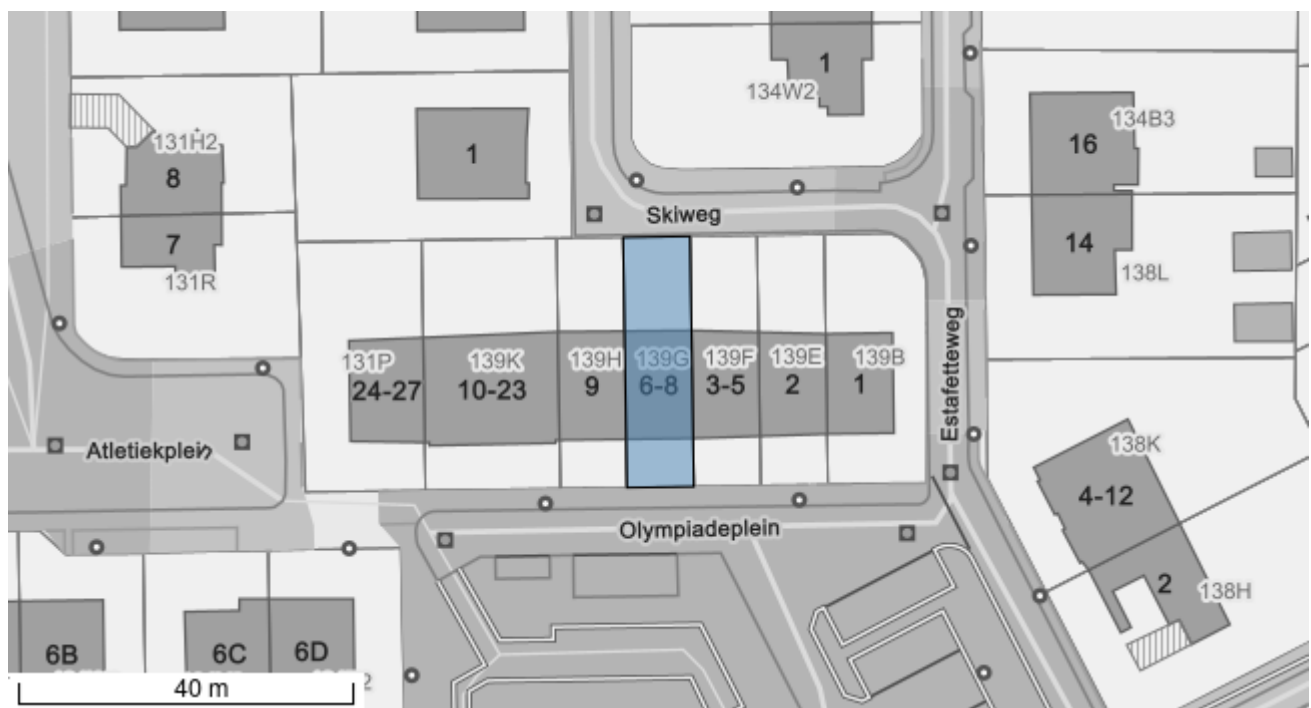 1
134W2
134B3
16
131H2
8
1
Skiweg
14
138L
7
131R
131P
139K
139H
139G
139F
139E
139B
24-27
10-23
9
6-8
3-5
2
1
Estafetteweg
Atletiekplein
138K
4-12
Olympiadeplein
2
138H
6B
6C
6D
40 m